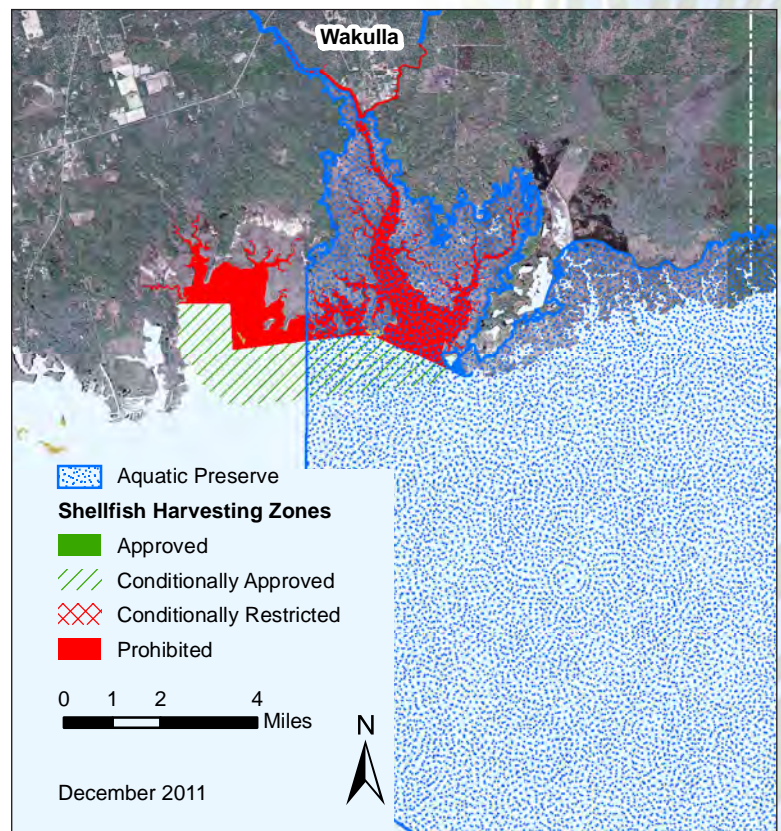 Wakulla
Aquatic Preserve
Shellfish Harvesting Zones
Approved
Conditionally Approved
Conditionally Restricted
Prohibited
0 1 2 4
Miles
N
December 2011